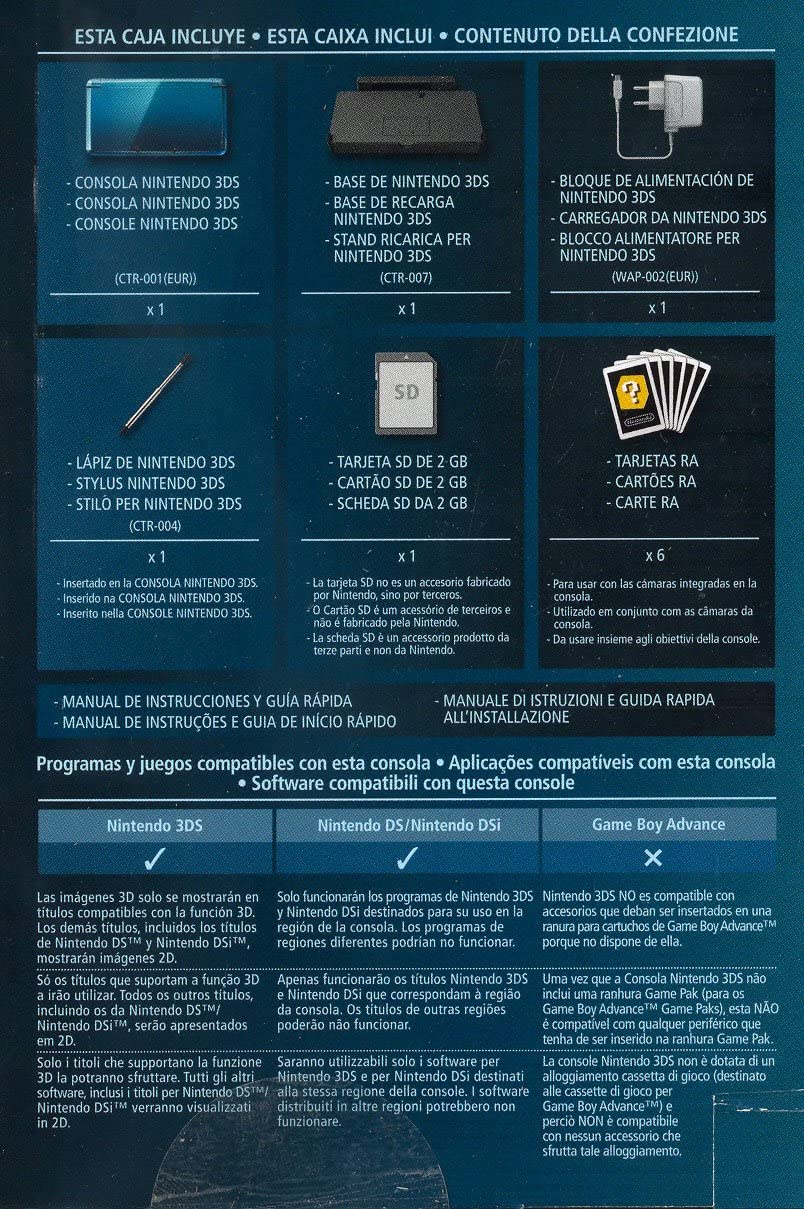 ESTA CAJA INCLUYE • ESTA CAIXA INCLUI • CONTENUTO DELLA CONFEZIONE
- CONSOLA NINTENDO 3DS
- CONSOLA NINTENDO 3DS
- CONSOLE NINTENDO 3DS
(CTR-001(EUR))
x 1
- BASE DE NINTENDO 3DS
- BASE DE RECARGA
NINTENDO 3DS
- STAND RICARICA PER
NINTENDO 3DS
(CTR-007)
x 1
- BLOQUE DE ALIMENTACIÓN DE
NINTENDO 3DS
- CARREGADOR DA NINTENDO 3DS
- BLOCCO ALIMENTATORE PER
NINTENDO 3DS
(WAP-002(EUR))
x 1
- LÁPIZ DE NINTENDO 3DS
- STYLUS NINTENDO 3DS
- STILO PER NINTENDO 3DS
(CTR-004)
x 1
- Insertado en la CONSOLA NINTENDO 3DS.
- Inserido na CONSOLA NINTENDO 3DS.
- Inserito nella CONSOLE NINTENDO 3DS.
SD
- TARJETA SD DE 2 GB
- CARTÃO SD DE 2 GB
- SCHEDA SD DA 2 GB
x 1
- La tarjeta SD no es un accesorio fabricado
por Nintendo, sino por terceros.
- O Cartão SD é um acessório de terceiros e
não é fabricado pela Nintendo.
- La scheda SD è un accessorio prodotto da
terze parti e non da Nintendo.
?
Nintendo
- TARJETAS RA
- CARTÕES RA
- CARTE RA
x 6
- Para usar con las cámaras integradas en la
consola.
- Utilizado em conjunto com as câmaras da
consola.
- Da usare insieme agli obiettivi della console.
- MANUAL DE INSTRUCCIONES Y GUÍA RÁPIDA
- MANUAL DE INSTRUÇÕES E GUIA DE INÍCIO RÁPIDO
- MANUALE DI ISTRUZIONI E GUIDA RAPIDA
ALL'INSTALLAZIONE
Programas y juegos compatibles con esta consola • Aplicações compatíveis com esta consola
• Software compatibili con questa console
Nintendo 3DS
✓
Nintendo DS/Nintendo DSi
✓
Game Boy Advance
✕
Las imágenes 3D solo se mostrarán en
títulos compatibles con la función 3D.
Los demás títulos, incluidos los títulos
de Nintendo DS™ y Nintendo DSi™,
mostrarán imágenes 2D.
Solo funcionarán los programas de Nintendo 3DS
y Nintendo DSi destinados para su uso en la
región de la consola. Los programas de
regiones diferentes podrían no funcionar.
Nintendo 3DS NO es compatible con
accesorios que deban ser insertados en una
ranura para cartuchos de Game Boy Advance™
porque no dispone de ella.
Só os títulos que suportam a função 3D
a irão utilizar. Todos os outros títulos,
incluindo os da Nintendo DS™/
Nintendo DSi™, serão apresentados
em 2D.
Apenas funcionarão os títulos Nintendo 3DS
e Nintendo DSi que correspondam à região
da consola. Os títulos de outras regiões
poderão não funcionar.
Uma vez que a Consola Nintendo 3DS não
inclui uma ranhura Game Pak (para os
Game Boy Advance™ Game Paks), esta NÃO
é compatível com qualquer periférico que
tenha de ser inserido na ranhura Game Pak.
Solo i titoli che supportano la funzione
3D la potranno sfruttare. Tutti gli altri
software, inclusi i titoli per Nintendo DS™/
Nintendo DSi™ verranno visualizzati
in 2D.
Saranno utilizzabili solo i software per
Nintendo 3DS e per Nintendo DSi destinati
alla stessa regione della console. I software
distribuiti in altre regioni potrebbero non
funzionare.
La console Nintendo 3DS non è dotata di un
alloggiamento cassetta di gioco (destinato
alle cassette di gioco per
Game Boy Advance™) e
perciò NON è compatibile
con nessun accessorio che
sfrutta tale alloggiamento.